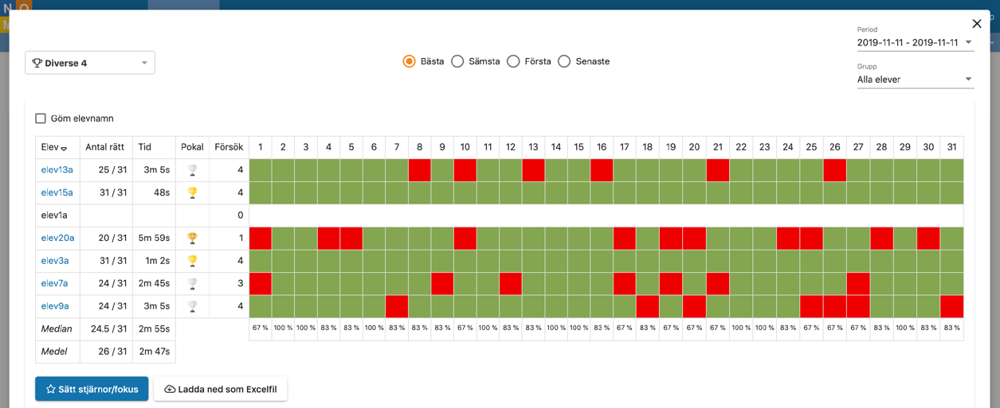 N O
M
Period
2019-11-11 - 2019-11-11
Diverse 4
Bästa Sämsta Första Senaste
Grupp
Alla elever
Göm elevnamn
Elev Antal rätt Tid Pokal Försök 1 2 3 4 5 6 7 8 9 10 11 12 13 14 15 16 17 18 19 20 21 22 23 24 25 26 27 28 29 30 31
elev13a 25 / 31 3m 5s 4
elev15a 31 / 31 48s 4
elev1a 0
elev20a 20 / 31 5m 59s 1
elev3a 31 / 31 1m 2s 4
elev7a 24 / 31 2m 45s 3
elev9a 24 / 31 3m 5s 4
Median 24.5 / 31 2m 55s 67 % 100 % 100 % 83 % 83 % 100 % 83 % 83 % 83 % 67 % 100 % 83 % 83 % 100 % 100 % 83 % 67 % 83 % 67 % 67 % 67 % 100 % 100 % 83 % 67 % 67 % 67 % 83 % 100 % 83 % 83 %
Medel 26 / 31 2m 47s
Sätt stjärnor/fokus Ladda ned som Excelfil